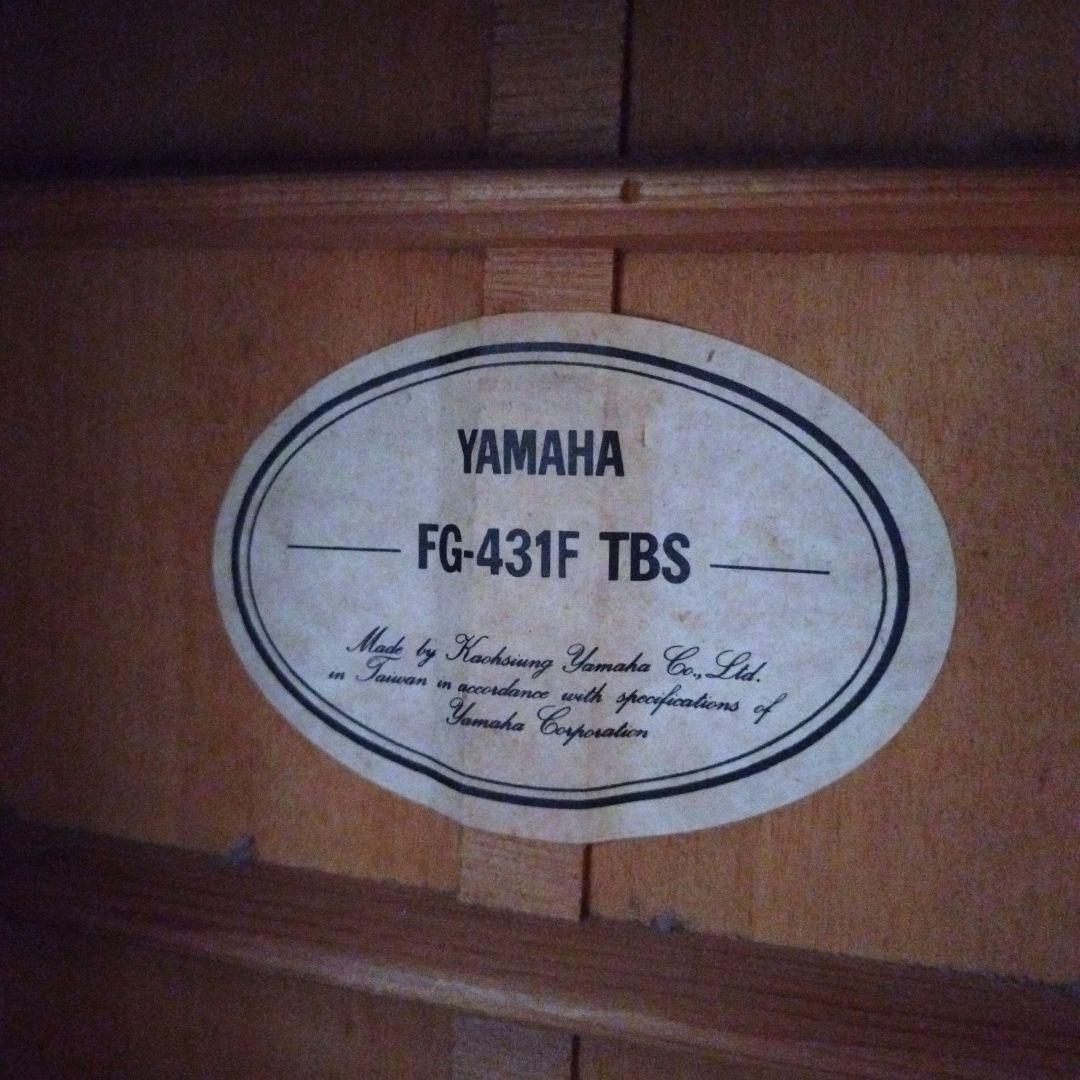 YAMAHA
FG-431F TBS
Made by Kaohsiung Yamaha Co., Ltd.
in Taiwan in accordance with specifications of
Yamaha Corporation